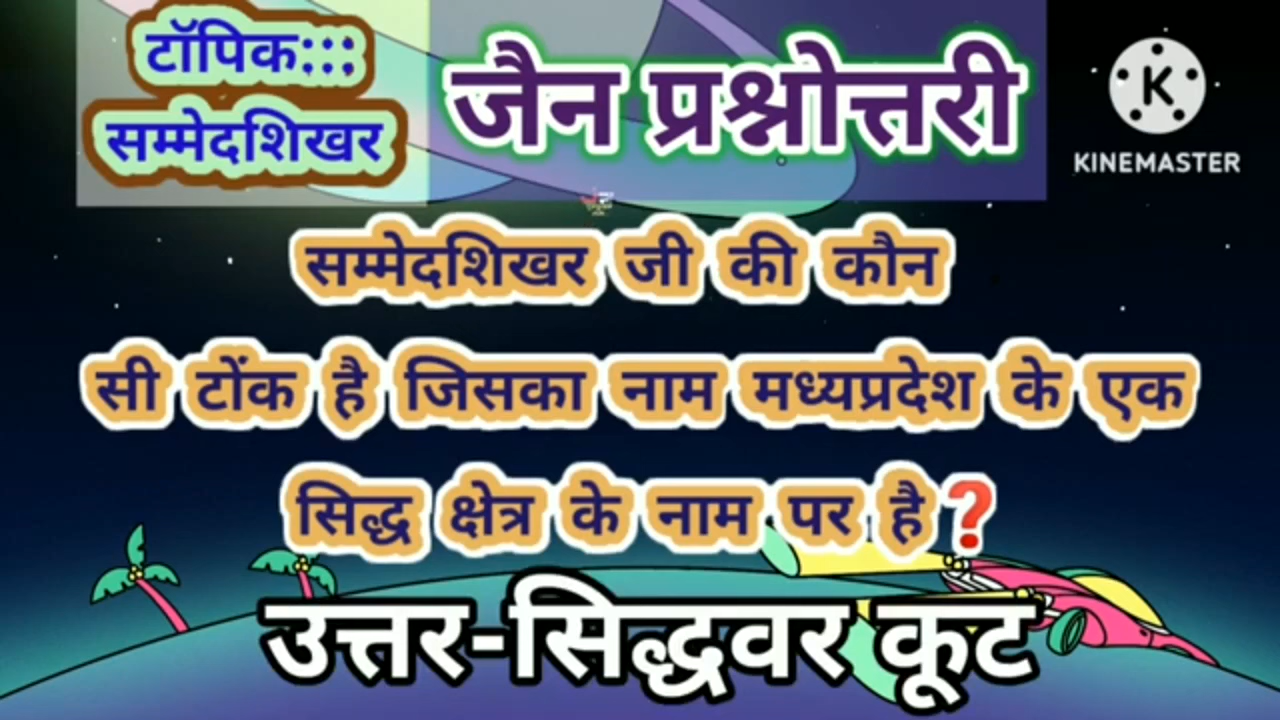 टॉपिक:::
सम्मेदशिखर
जैन प्रश्नोत्तरी
KINEMASTER
सम्मेदशिखर जी की कौन
सी टोंक है जिसका नाम मध्यप्रदेश के एक
सिद्ध क्षेत्र के नाम पर है❓
उत्तर-सिद्धवर कूट